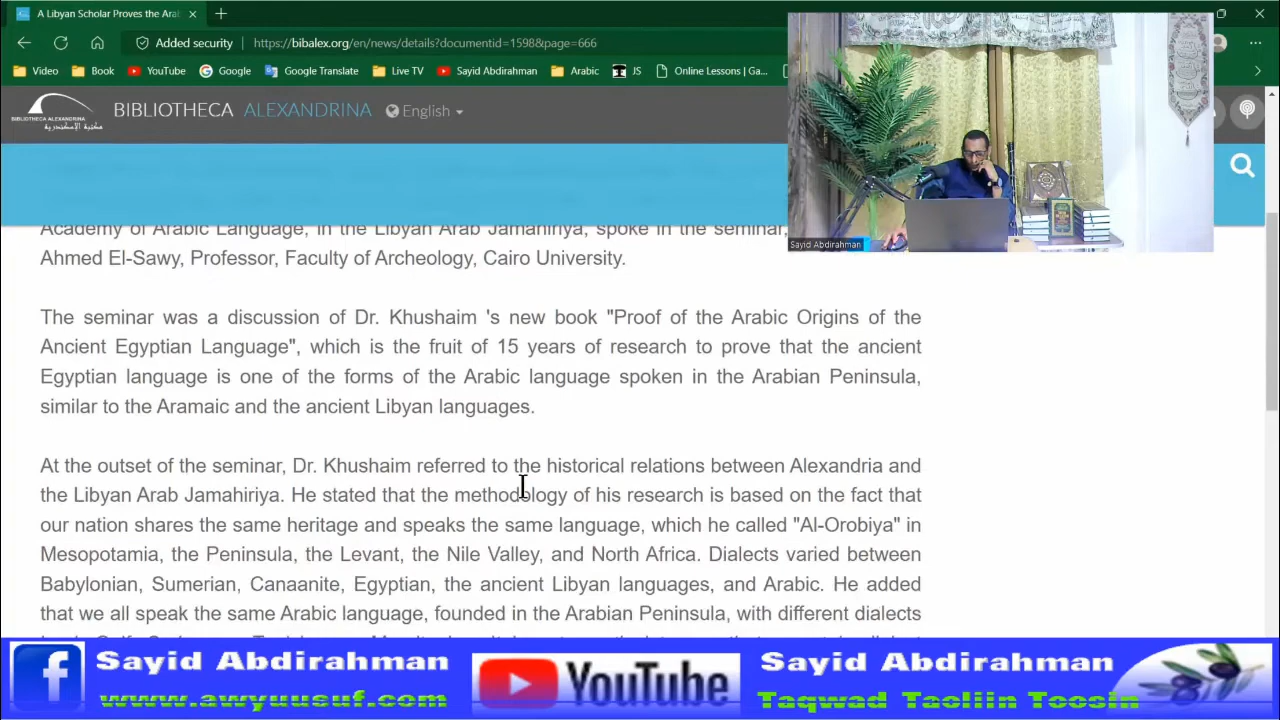 A Libyan Scholar Proves the Ara
Added security
https://bibalex.org/en/news/details?documentid=1598&page=666
Video
Book
YouTube
Google
Google Translate
Live TV
Sayid Abdirahman
Arabic
JS
Online Lessons | Ga...
BIBLIOTHECA ALEXANDRINA
English
BIBLIOTHECA ALEXANDRINA
مكتبة الإسكندرية
Academy of Arabic Language, in the Libyan Arab Jamahiriya, spoke in the seminar,
Ahmed El-Sawy, Professor, Faculty of Archeology, Cairo University.
Sayid Abdirahman
The seminar was a discussion of Dr. Khushaim 's new book "Proof of the Arabic Origins of the
Ancient Egyptian Language", which is the fruit of 15 years of research to prove that the ancient
Egyptian language is one of the forms of the Arabic language spoken in the Arabian Peninsula,
similar to the Aramaic and the ancient Libyan languages.
At the outset of the seminar, Dr. Khushaim referred to the historical relations between Alexandria and
the Libyan Arab Jamahiriya. He stated that the methodology of his research is based on the fact that
our nation shares the same heritage and speaks the same language, which he called "Al-Orobiya" in
Mesopotamia, the Peninsula, the Levant, the Nile Valley, and North Africa. Dialects varied between
Babylonian, Sumerian, Canaanite, Egyptian, the ancient Libyan languages, and Arabic. He added
that we all speak the same Arabic language, founded in the Arabian Peninsula, with different dialects
Sayid Abdirahman
www.awyuusuf.com
YouTube
Sayid Abdirahman
Taqwad Taoliin Toosin